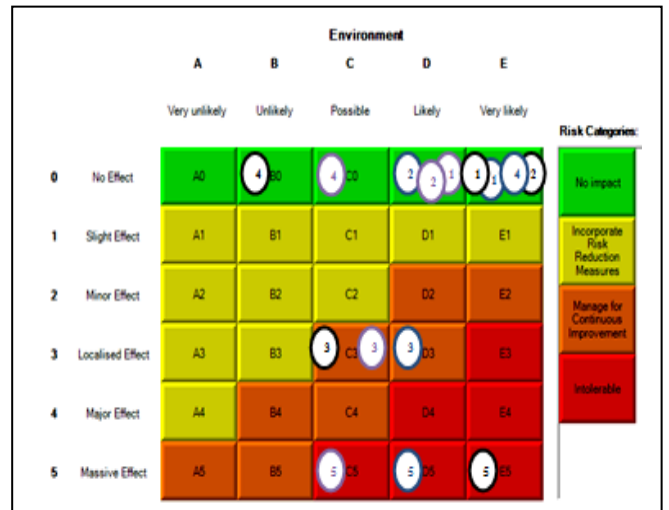 Environment
A B C D E
Very unlikely Unlikely Possible Likely Very likely
Risk Categories:
0 No Effect A0 4 B0 4 C0 2 2 1 1 1 4 2 No impact
1 Slight Effect A1 B1 C1 D1 E1 Incorporate
Risk
Reduction
Measures
2 Minor Effect A2 B2 C2 D2 E2 Manage for
Continuous
Improvement
3 Localised Effect A3 B3 3 C3 3 3 D3 E3 Intolerable
4 Major Effect A4 B4 C4 D4 E4
5 Massive Effect A5 B5 5 C5 5 D5 5 E5